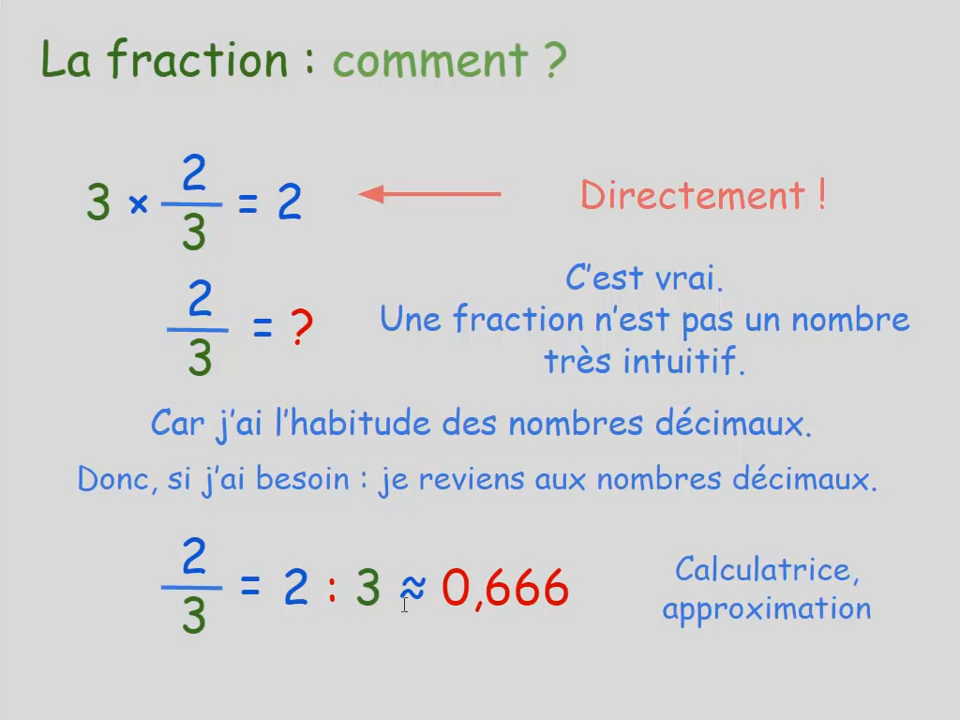 La fraction : comment ?
3 × 2/3 = 2
Directement !
2/3 = ?
C'est vrai.
Une fraction n'est pas un nombre
très intuitif.
Car j'ai l'habitude des nombres décimaux.
Donc, si j'ai besoin : je reviens aux nombres décimaux.
2/3 = 2 : 3 ≈ 0,666
Calculatrice,
approximation